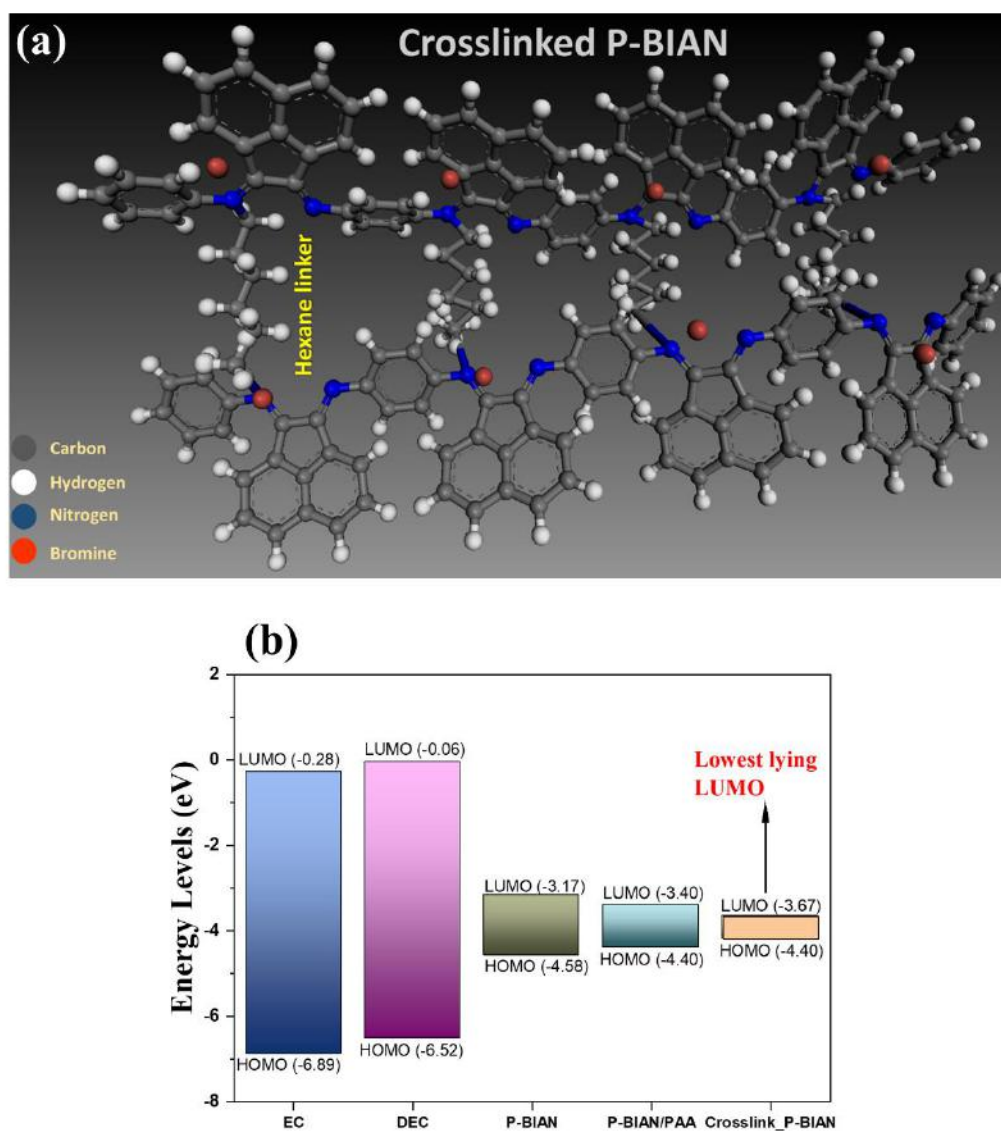 (a)
Crosslinked P-BIAN
Hexane linker
Carbon
Hydrogen
Nitrogen
Bromine
(b)
Energy Levels (eV)
2
0
-2
-4
-6
-8
LUMO (-0.28)
HOMO (-6.89)
LUMO (-0.06)
HOMO (-6.52)
LUMO (-3.17)
HOMO (-4.58)
LUMO (-3.40)
HOMO (-4.40)
Lowest lying
LUMO
LUMO (-3.67)
HOMO (-4.40)
EC
DEC
P-BIAN
P-BIAN/PAA
Crosslink_P-BIAN